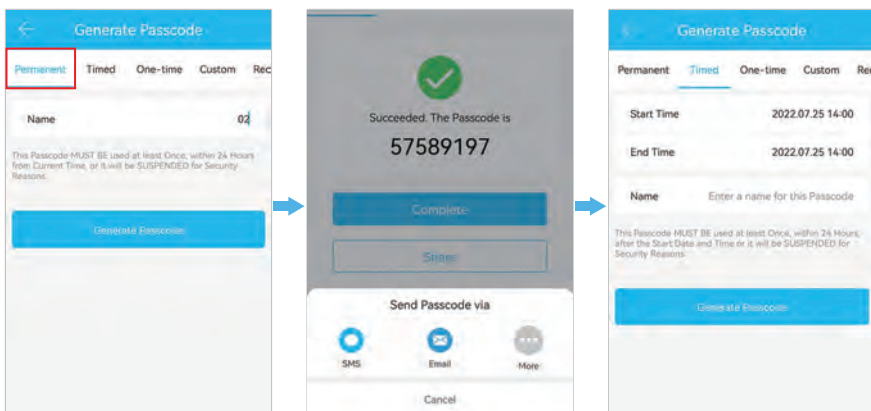 Generate Passcode
Permanent Timed One-time Custom Rec
Name 02
This Passcode MUST BE used at least Once, within 24 Hours
from Current Time, or it will be SUSPENDED for Security
Reasons.
Generate Passcode
Succeeded. The Passcode is
57589197
Complete
Share
Send Passcode via
SMS Email More
Cancel
Generate Passcode
Permanent Timed One-time Custom Rec
Start Time 2022.07.25 14:00
End Time 2022.07.25 14:00
Name Enter a name for this Passcode
This Passcode MUST BE used at least Once, within 24 Hours,
after the Start Date and Time or it will be SUSPENDED for
Security Reasons.
Generate Passcode